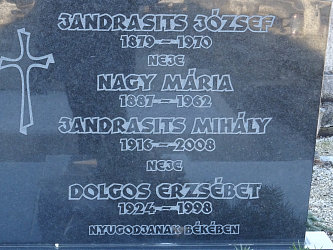 JANDRASITS JÓZSEF
1879 – 1970
NEJE
NAGY MÁRIA
1887 – 1962
JANDRASITS MIHÁLY
1916 – 2008
NEJE
DOLGOS ERZSÉBET
1924 – 1998
NYUGODJANAK BÉKÉBEN